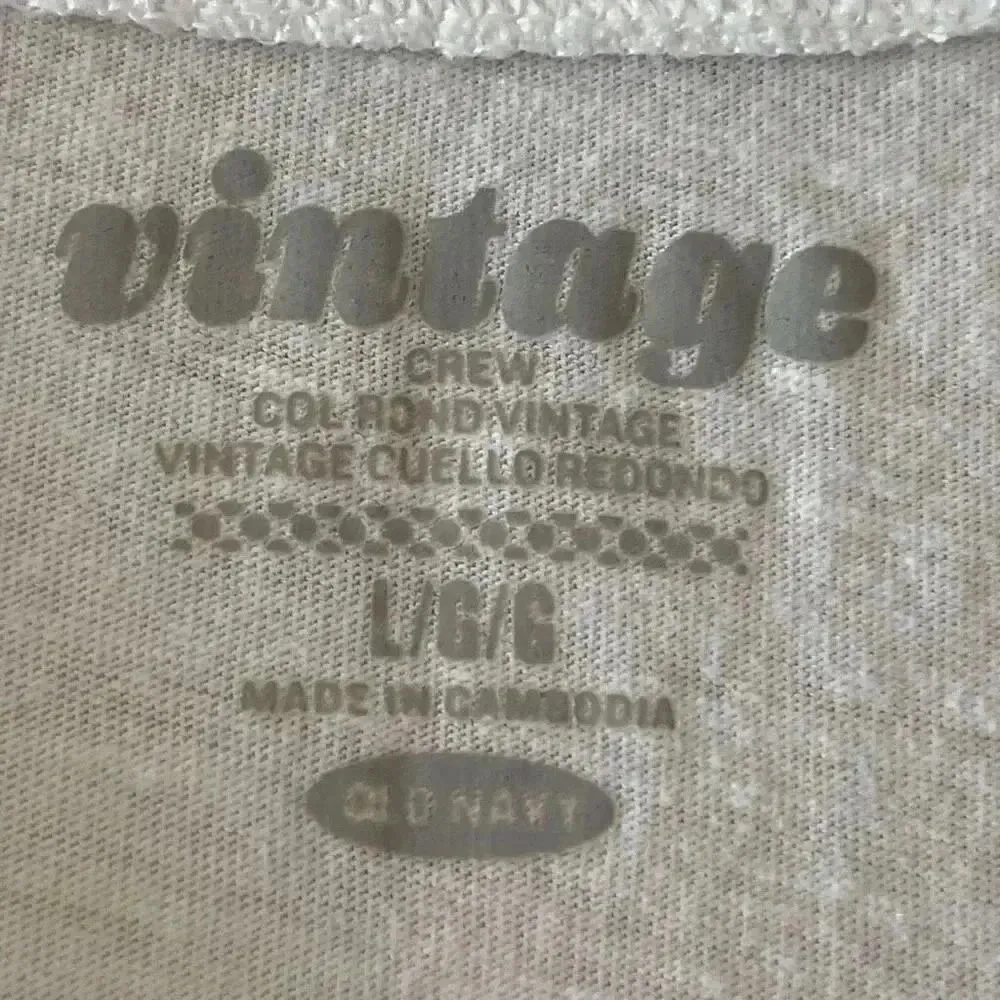 vintage
CREW
COL ROND VINTAGE
VINTAGE CUELLO REDONDO
L/G/G
MADE IN CAMBODIA
OLD NAVY